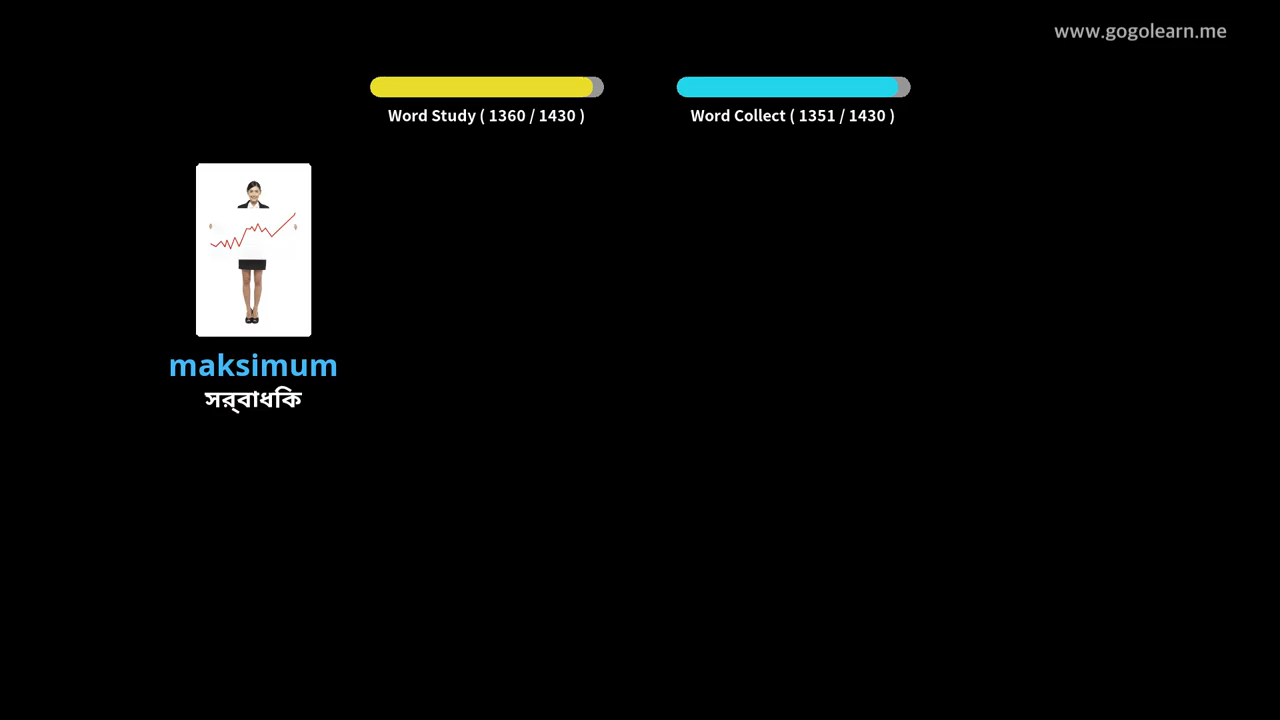 www.gogolearn.me
Word Study ( 1360 / 1430 )
Word Collect ( 1351 / 1430 )
maksimum
সর্বাধিক